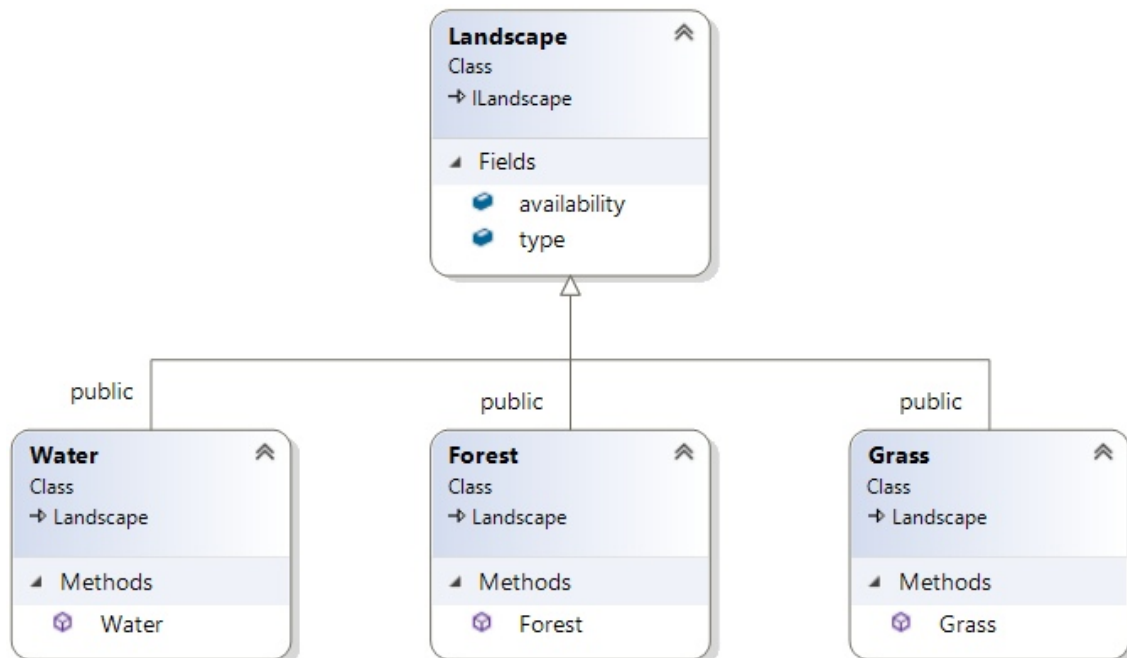 Landscape
Class
ILandscape
Fields
availability
type
public
public
public
Water
Class
Landscape
Methods
Water
Forest
Class
Landscape
Methods
Forest
Grass
Class
Landscape
Methods
Grass